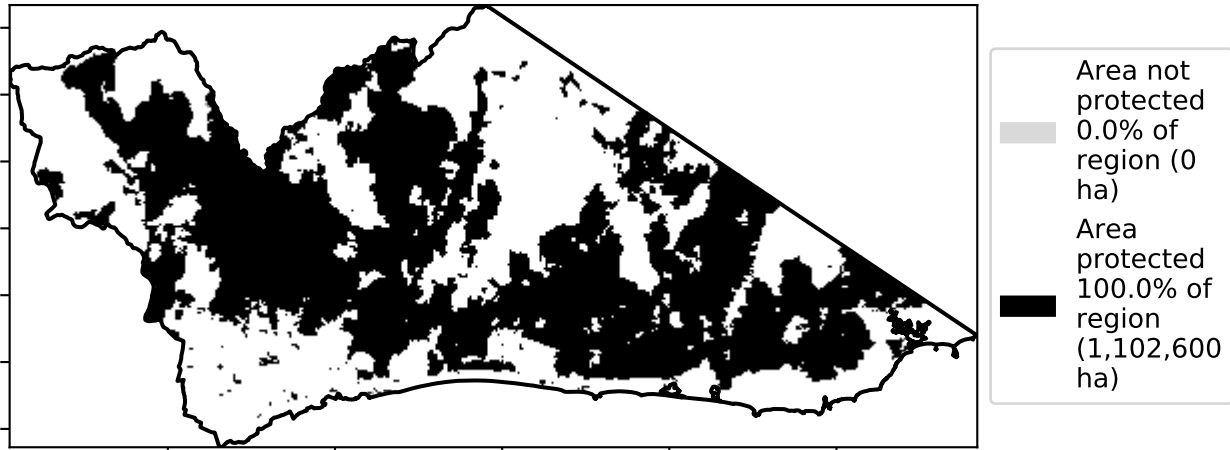 Area not
protected
0.0% of
region (0
ha)
Area
protected
100.0% of
region
(1,102,600
ha)